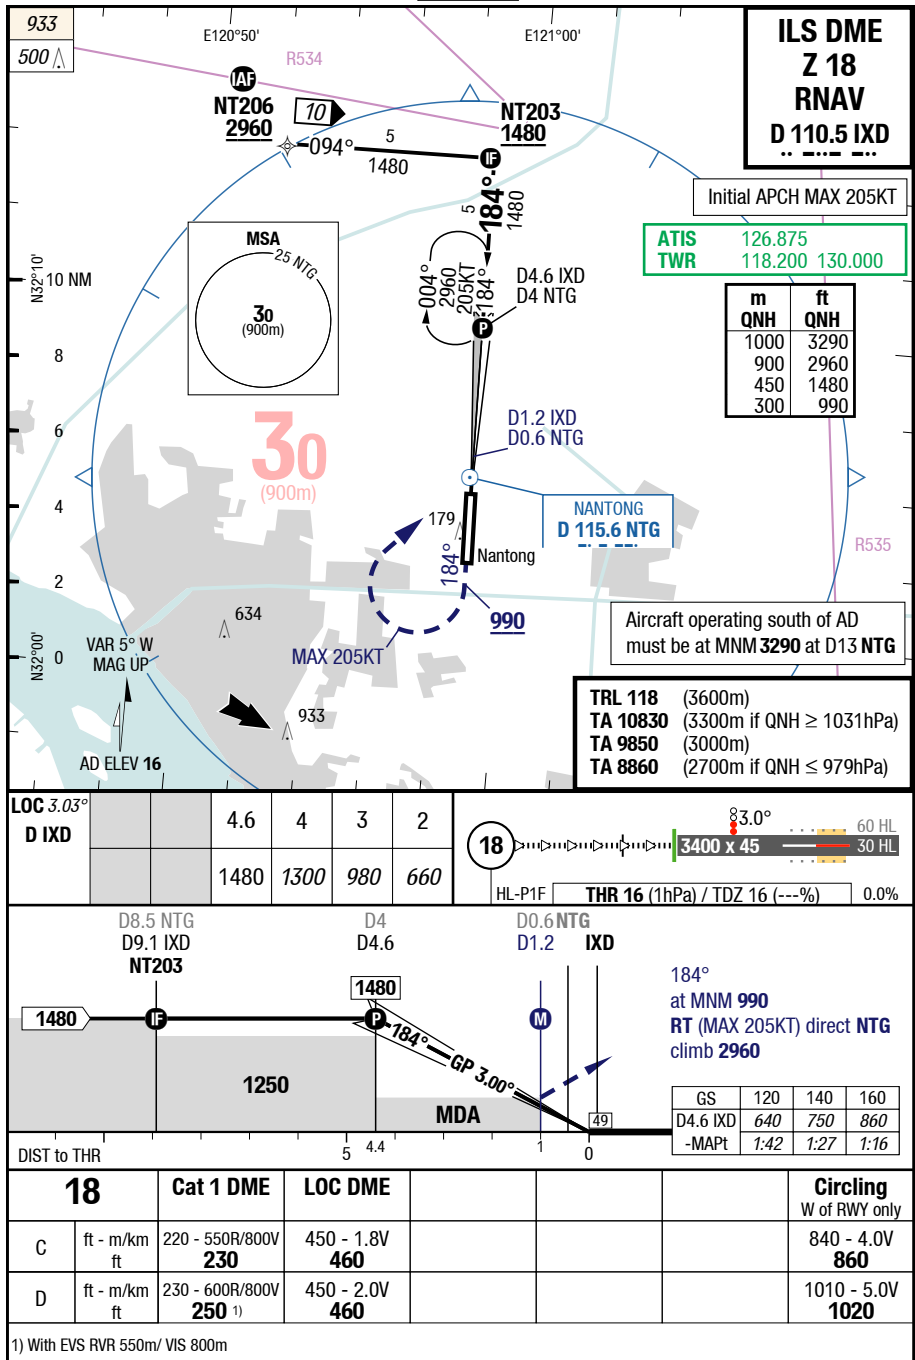 933
500
E120°50'
E121°00'
R534
ILS DME
Z 18
RNAV
D 110.5 IXD
IAF
NT206
2960
10
NT203
1480
094°
5
1480
IF
184°
5
1480
Initial APCH MAX 205KT
ATIS 126.875
TWR 118.200 130.000
MSA
25 NTG
30
(900m)
004°
2960
205KT
184°
D4.6 IXD
D4 NTG
P
N32°10'
10 NM
8
6
4
2
0
N32°00'
m ft
QNH QNH
1000 3290
900 2960
450 1480
300 990
30
(900m)
D1.2 IXD
D0.6 NTG
NANTONG
D 115.6 NTG
R535
179
Nantong
184°
990
MAX 205KT
634
933
VAR 5° W
MAG UP
AD ELEV 16
Aircraft operating south of AD
must be at MNM 3290 at D13 NTG
TRL 118 (3600m)
TA 10830 (3300m if QNH ≥ 1031hPa)
TA 9850 (3000m)
TA 8860 (2700m if QNH ≤ 979hPa)
LOC 3.03°
D IXD
4.6 4 3 2
1480 1300 980 660
18
3.0°
3400 x 45
60 HL
30 HL
HL-P1F
THR 16 (1hPa) / TDZ 16 (---%)
0.0%
D8.5 NTG
D9.1 IXD
NT203
D4
D4.6
D0.6 NTG
D1.2 IXD
1480
IF
1480
P
184°
GP 3.00°
M
1250
MDA
49
184°
at MNM 990
RT (MAX 205KT) direct NTG
climb 2960
GS 120 140 160
D4.6 IXD 640 750 860
-MAPt 1:42 1:27 1:16
DIST to THR
5 4.4 1 0
18 Cat 1 DME LOC DME Circling
W of RWY only
C ft - m/km 220 - 550R/800V 450 - 1.8V 840 - 4.0V
ft 230 460 860
D ft - m/km 230 - 600R/800V 450 - 2.0V 1010 - 5.0V
ft 250 1) 460 1020
1) With EVS RVR 550m/ VIS 800m